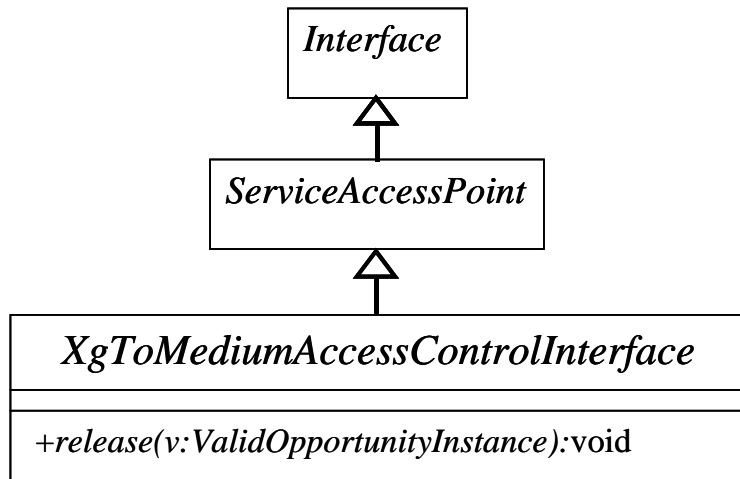 Interface
ServiceAccessPoint
XgToMediumAccessControlInterface
+release(v:ValidOpportunityInstance):void